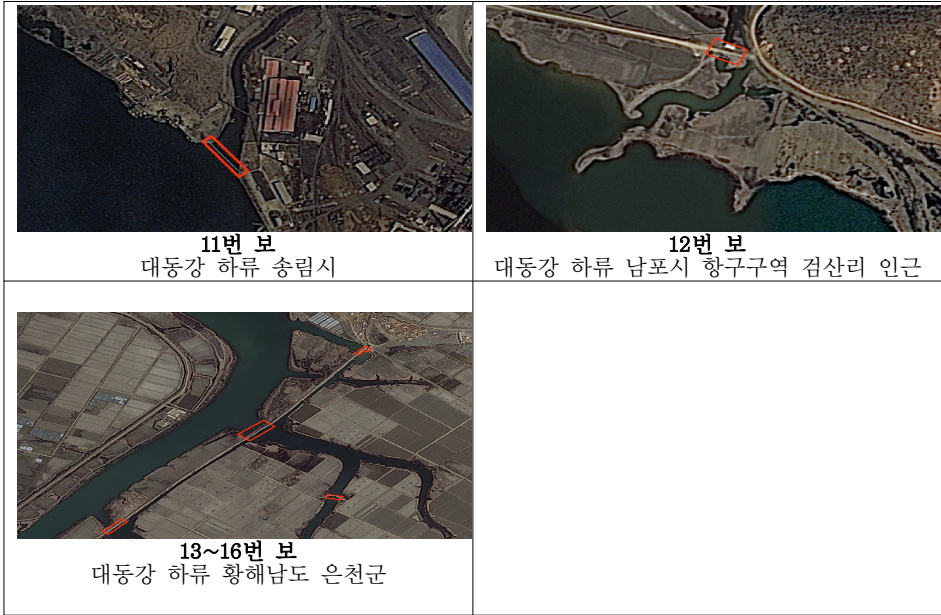 11번 보
대동강 하류 송림시
12번 보
대동강 하류 남포시 항구구역 검산리 인근
13~16번 보
대동강 하류 황해남도 은천군